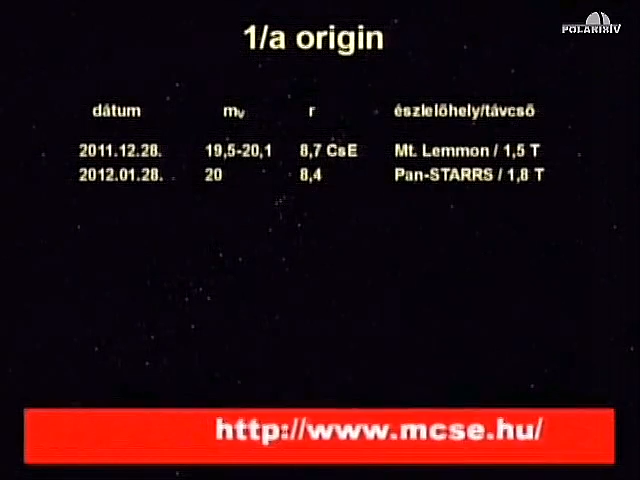 POLARIXIV
1/a origin
dátum mᵥ r észlelőhely/távcső
2011.12.28. 19,5-20,1 8,7 CsE Mt. Lemmon / 1,5 T
2012.01.28. 20 8,4 Pan-STARRS / 1,8 T
http://www.mcse.hu/